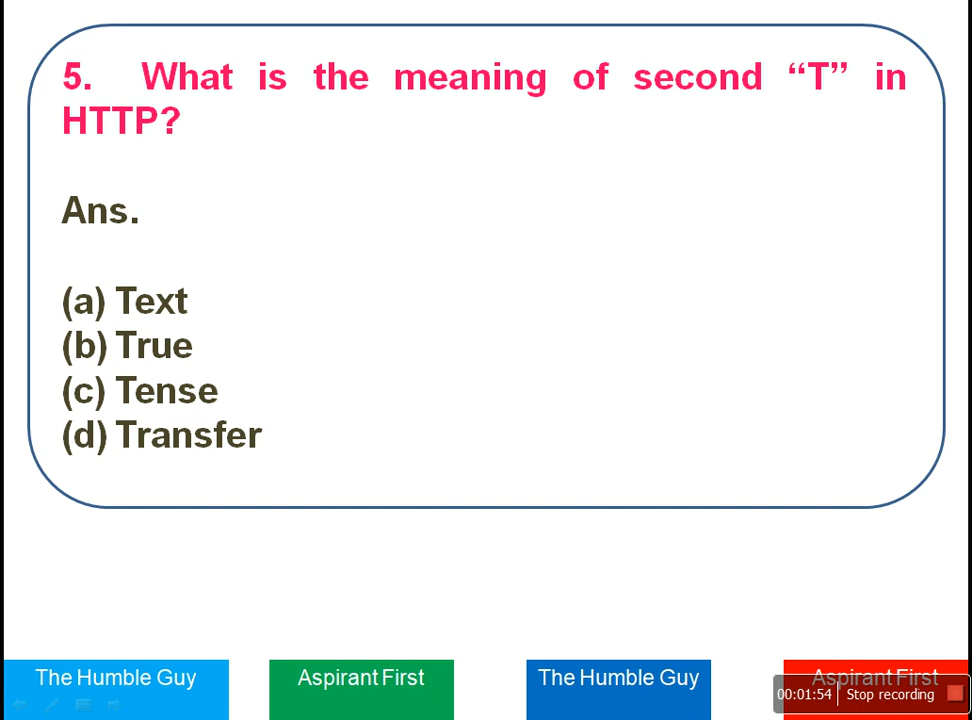 5. What is the meaning of second “T” in
HTTP?
Ans.
(a) Text
(b) True
(c) Tense
(d) Transfer
The Humble Guy
Aspirant First
The Humble Guy
Aspirant First
00:01:54 Stop recording